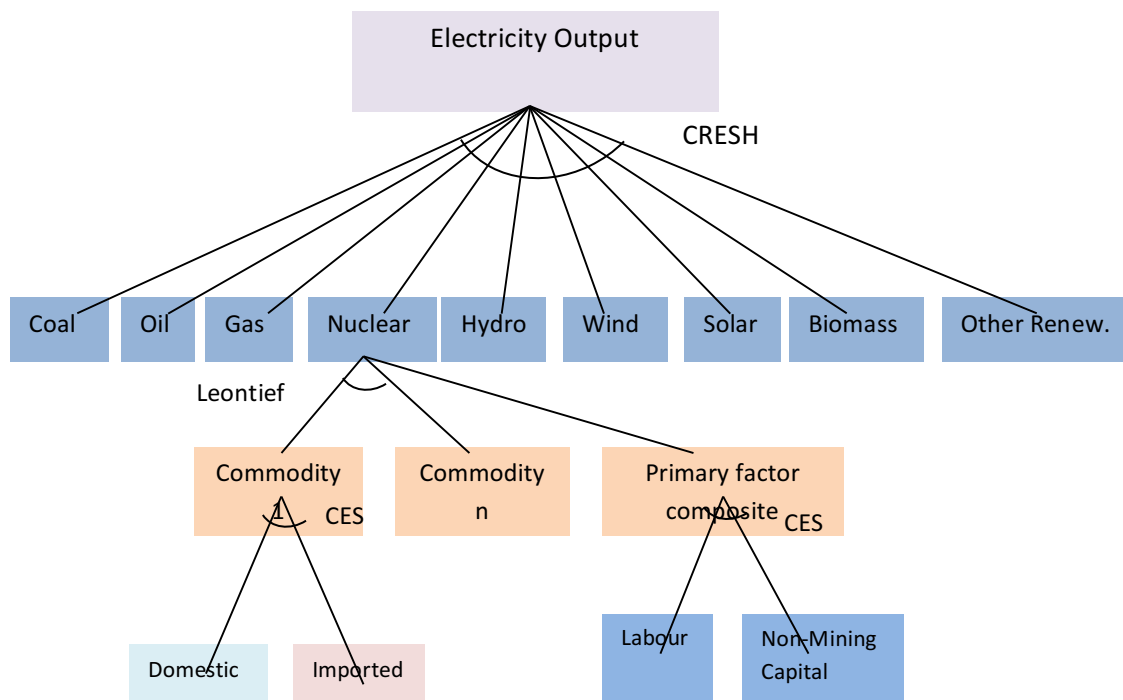 Electricity Output
CRESH
Coal
Oil
Gas
Nuclear
Hydro
Wind
Solar
Biomass
Other Renew.
Leontief
Commodity
1
Commodity
n
Primary factor
composite
CES
CES
Domestic
Imported
Labour
Non-Mining
Capital